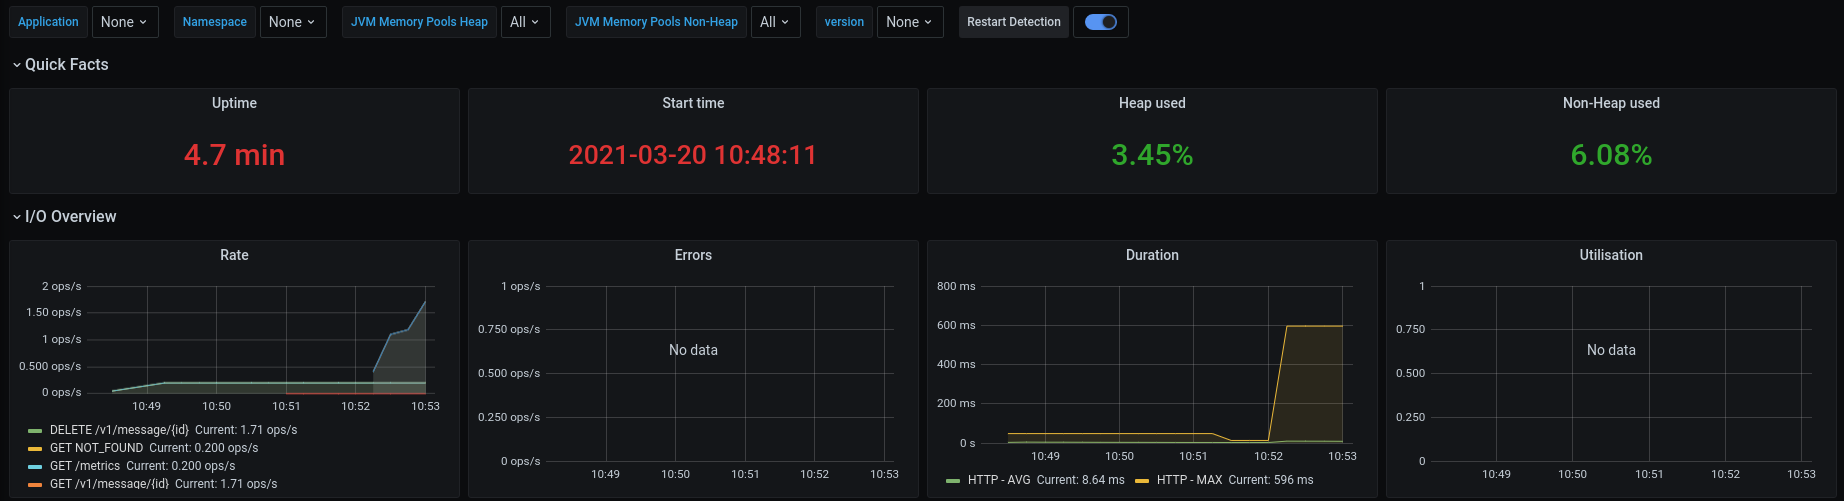 Application None Namespace None JVM Memory Pools Heap All JVM Memory Pools Non-Heap All version None Restart Detection
Quick Facts
Uptime
4.7 min
Start time
2021-03-20 10:48:11
Heap used
3.45%
Non-Heap used
6.08%
I/O Overview
Rate
2 ops/s
1.50 ops/s
1 ops/s
0.500 ops/s
0 ops/s
10:49 10:50 10:51 10:52 10:53
DELETE /v1/message/{id} Current: 1.71 ops/s
GET NOT_FOUND Current: 0.200 ops/s
GET /metrics Current: 0.200 ops/s
GET /v1/message/{id} Current: 1.71 ops/s
Errors
1 ops/s
0.750 ops/s
No data
0.500 ops/s
0.250 ops/s
0 ops/s
10:49 10:50 10:51 10:52 10:53
Duration
800 ms
600 ms
400 ms
200 ms
0 s
10:49 10:50 10:51 10:52 10:53
HTTP - AVG Current: 8.64 ms HTTP - MAX Current: 596 ms
Utilisation
1
0.750
No data
0.500
0.250
0
10:49 10:50 10:51 10:52 10:53